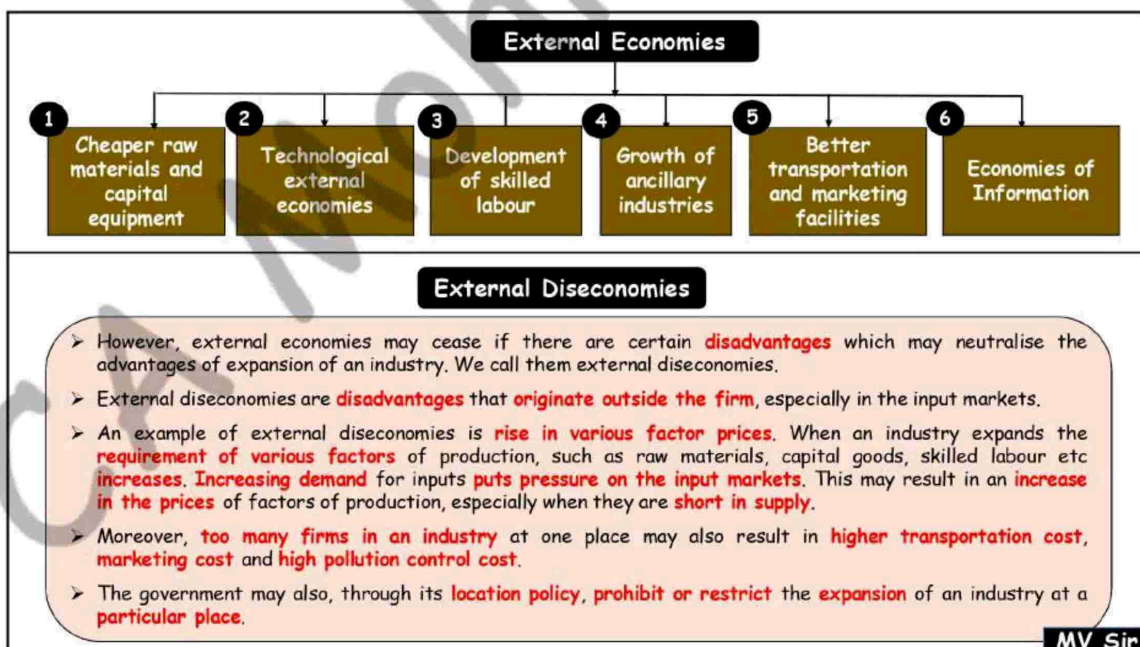 External Economies
1
Cheaper raw
materials and
capital
equipment
2
Technological
external
economies
3
Development
of skilled
labour
4
Growth of
ancillary
industries
5
Better
transportation
and marketing
facilities
6
Economies of
Information
External Diseconomies
➤ However, external economies may cease if there are certain disadvantages which may neutralise the
advantages of expansion of an industry. We call them external diseconomies.
➤ External diseconomies are disadvantages that originate outside the firm, especially in the input markets.
➤ An example of external diseconomies is rise in various factor prices. When an industry expands the
requirement of various factors of production, such as raw materials, capital goods, skilled labour etc
increases. Increasing demand for inputs puts pressure on the input markets. This may result in an increase
in the prices of factors of production, especially when they are short in supply.
➤ Moreover, too many firms in an industry at one place may also result in higher transportation cost,
marketing cost and high pollution control cost.
➤ The government may also, through its location policy, prohibit or restrict the expansion of an industry at a
particular place.
MV Sir
CA Moh